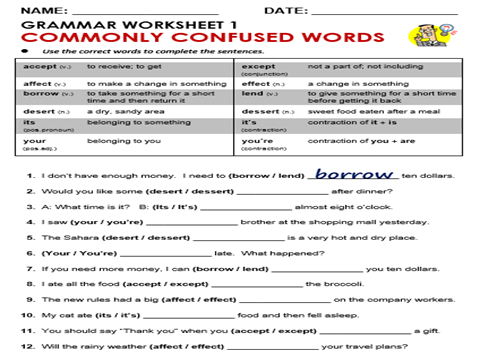 NAME: DATE:
GRAMMAR WORKSHEET 1
COMMONLY CONFUSED WORDS
Use the correct words to complete the sentences.
accept (v.) to receive; to get except (conjunction) not a part of; not including
affect (v.) to make a change in something effect (n.) a change in something
borrow (v.) to take something for a short time and then return it lend (v.) to give something for a short time before getting it back
desert (n.) a dry, sandy area dessert (n.) sweet food eaten after a meal
its (pos.pronoun) belonging to something it's (contraction) contraction of it + is
your (pos.adj.) belonging to you you're (contraction) contraction of you + are
1. I don't have enough money. I need to (borrow / lend) borrow ten dollars.
2. Would you like some (desert / dessert) after dinner?
3. A: What time is it? B: (Its / It's) almost eight o'clock.
4. I saw (your / you're) brother at the shopping mall yesterday.
5. The Sahara (desert / dessert) is a very hot and dry place.
6. (Your / You're) late. What happened?
7. If you need more money, I can (borrow / lend) you ten dollars.
8. I ate all the food (accept / except) the broccoli.
9. The new rules had a big (affect / effect) on the company workers.
10. My cat ate (its / it's) food and then fell asleep.
11. You should say "Thank you" when you (accept / except) a gift.
12. Will the rainy weather (affect / effect) your travel plans?